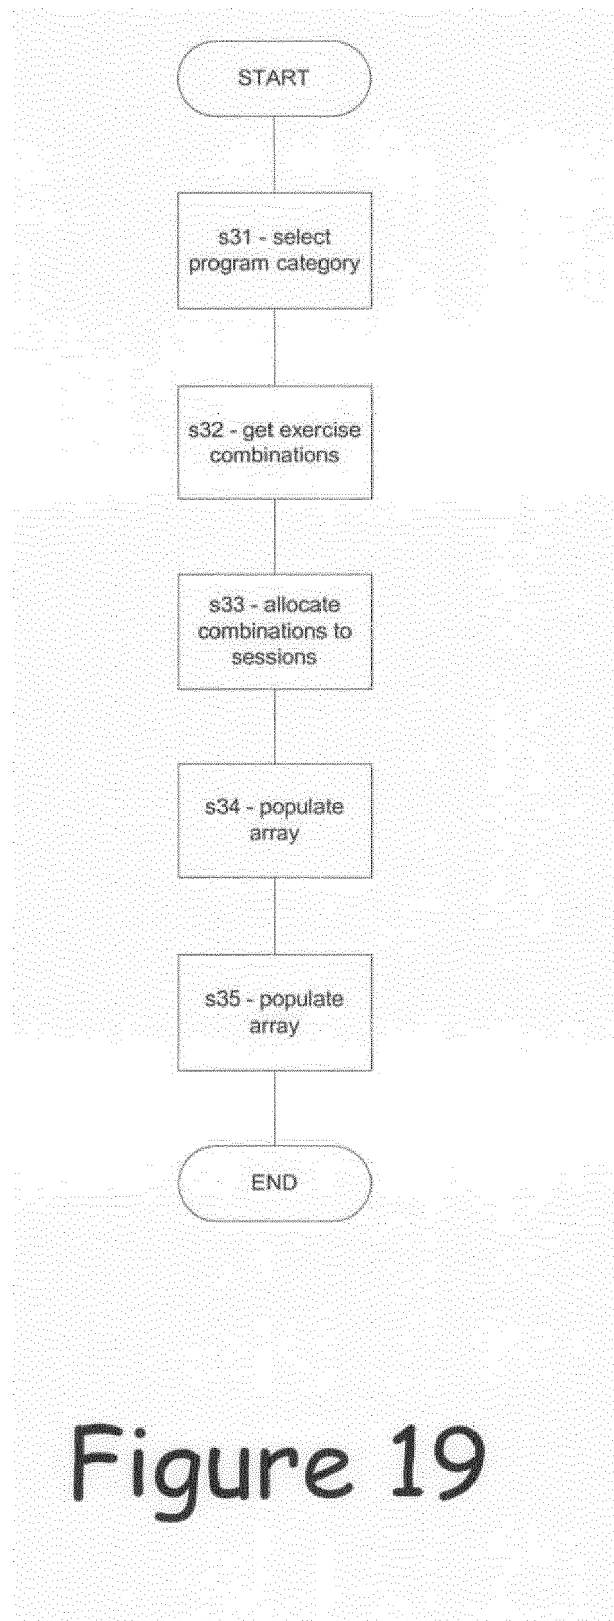 START
s31 - select
program category
s32 - get exercise
combinations
s33 - allocate
combinations to
sessions
s34 - populate
array
s35 - populate
array
END
Figure 19